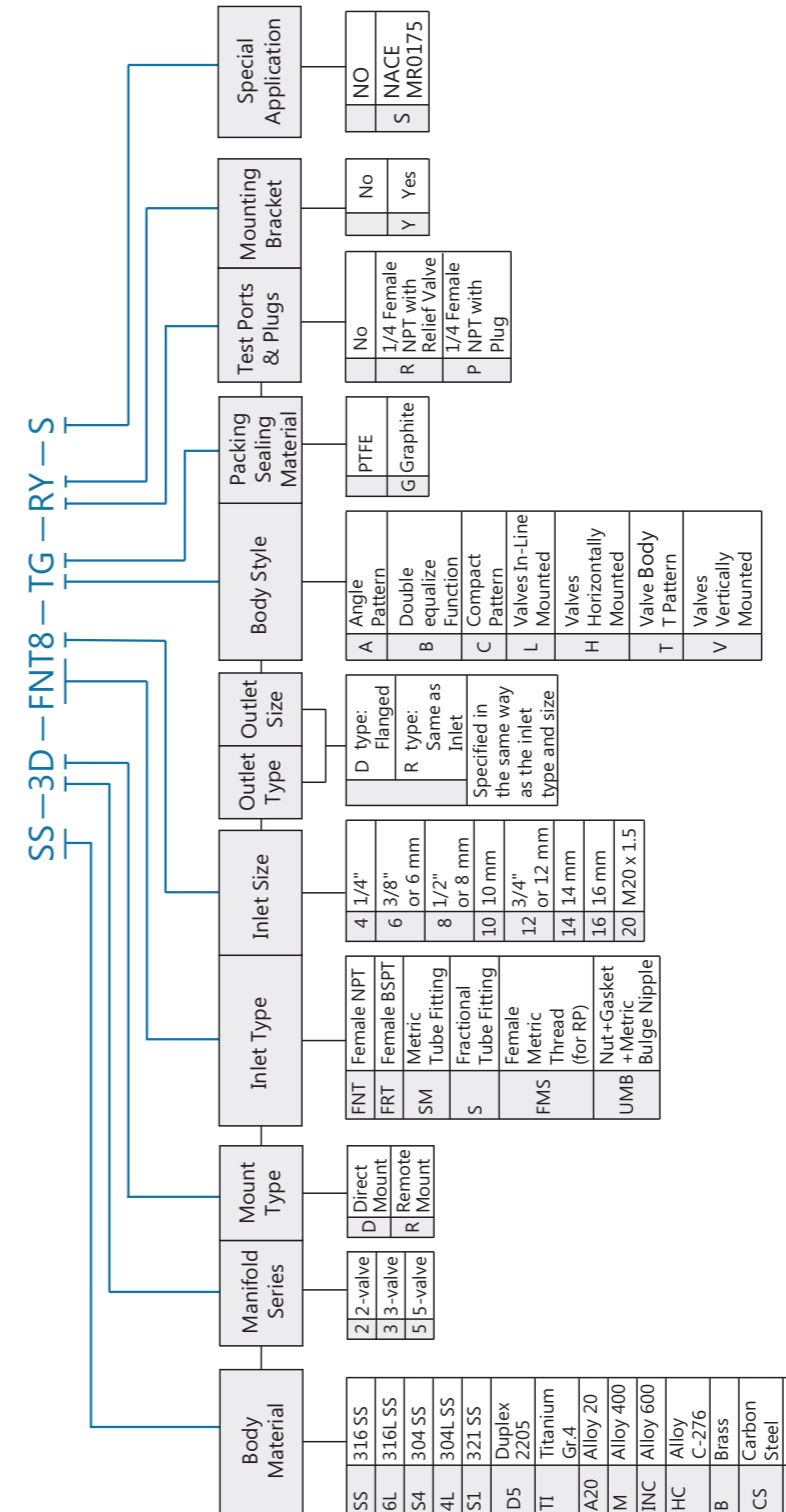 SS—3D—FNT8—TG—RY—S
Body
Material
SS 316 SS
6L 316L SS
S4 304 SS
4L 304L SS
S1 321 SS
D5 Duplex
2205
TI Titanium
Gr.4
A20 Alloy 20
M Alloy 400
INC Alloy 600
HC Alloy
C-276
B Brass
CS Carbon
Steel
Manifold
Series
2 2-valve
3 3-valve
5 5-valve
Mount
Type
D Direct
Mount
R Remote
Mount
Inlet Type
FNT Female NPT
FRT Female BSPT
SM Metric
Tube Fitting
S Fractional
Tube Fitting
FMS Female
Metric
Thread
(for RP)
UMB Nut+Gasket
+Metric
Bulge Nipple
Inlet Size
4 1/4"
6 3/8"
or 6 mm
8 1/2"
or 8 mm
10 10 mm
12 3/4"
or 12 mm
14 14 mm
16 16 mm
20 M20 x 1.5
Outlet
Type
Outlet
Size
D type:
Flanged
R type:
Same as
Inlet
Specified in
the same way
as the inlet
type and size
Body Style
A Angle
Pattern
B Double
equalize
Function
C Compact
Pattern
L Valves In-Line
Mounted
H Valves
Horizontally
Mounted
T Valve Body
T Pattern
V Valves
Vertically
Mounted
Packing
Sealing
Material
PTFE
G Graphite
Test Ports
& Plugs
No
R 1/4 Female
NPT with
Relief Valve
P 1/4 Female
NPT with
Plug
Mounting
Bracket
No
Y Yes
Special
Application
NO
S NACE
MR0175